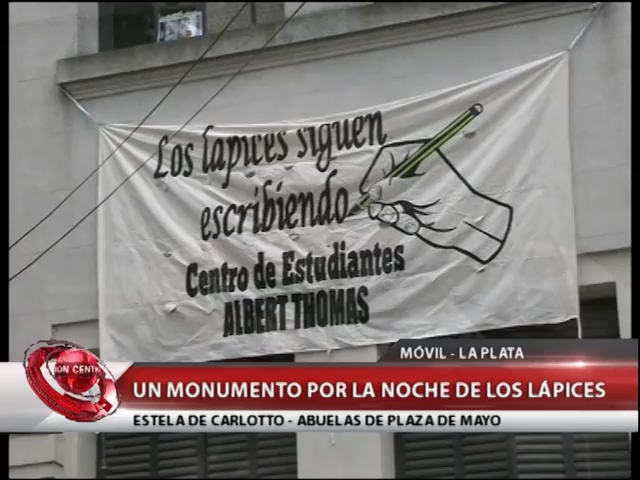 Los lapices siguen
escribiendo
Centro de Estudiantes
ALBERT THOMAS
MÓVIL - LA PLATA
UN MONUMENTO POR LA NOCHE DE LOS LÁPICES
ESTELA DE CARLOTTO - ABUELAS DE PLAZA DE MAYO